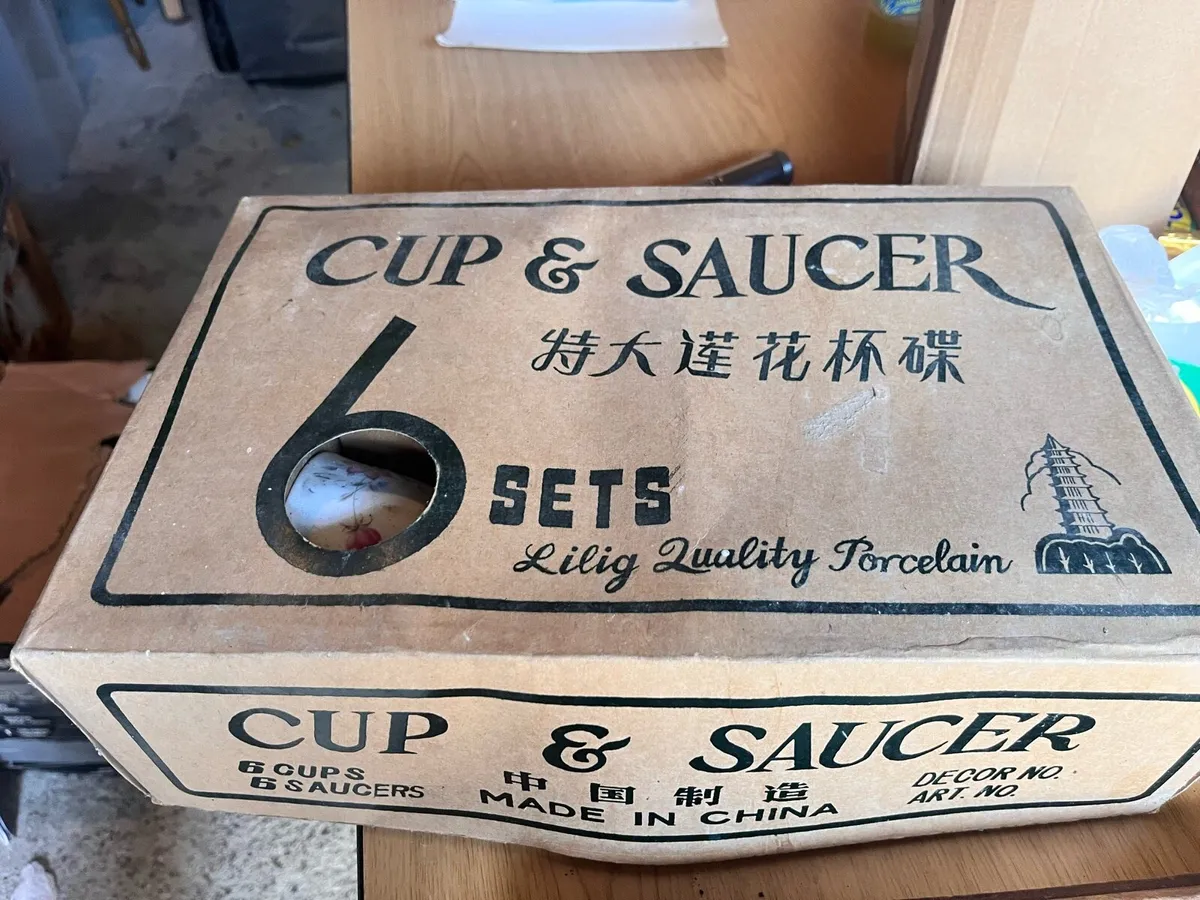 CUP & SAUCER
特大莲花杯碟
6 SETS
Lilig Quality Porcelain
CUP & SAUCER
6 CUPS
6 SAUCERS
中国制造
MADE IN CHINA
DECOR NO.
ART. NO.